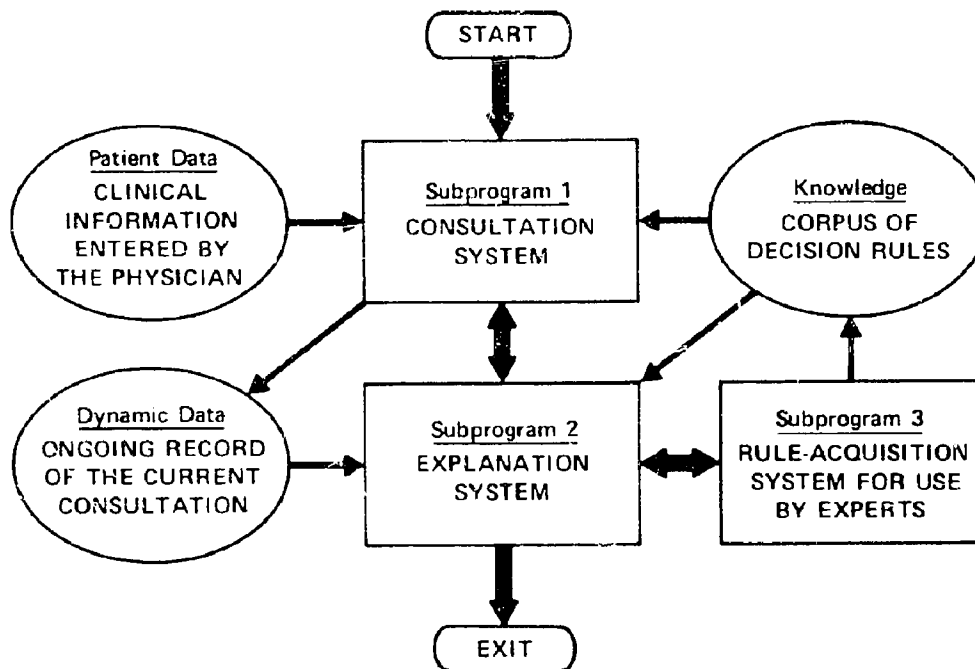 START
Patient Data
CLINICAL
INFORMATION
ENTERED BY
THE PHYSICIAN
Subprogram 1
CONSULTATION
SYSTEM
Knowledge
CORPUS OF
DECISION RULES
Dynamic Data
ONGOING RECORD
OF THE CURRENT
CONSULTATION
Subprogram 2
EXPLANATION
SYSTEM
Subprogram 3
RULE-ACQUISITION
SYSTEM FOR USE
BY EXPERTS
EXIT